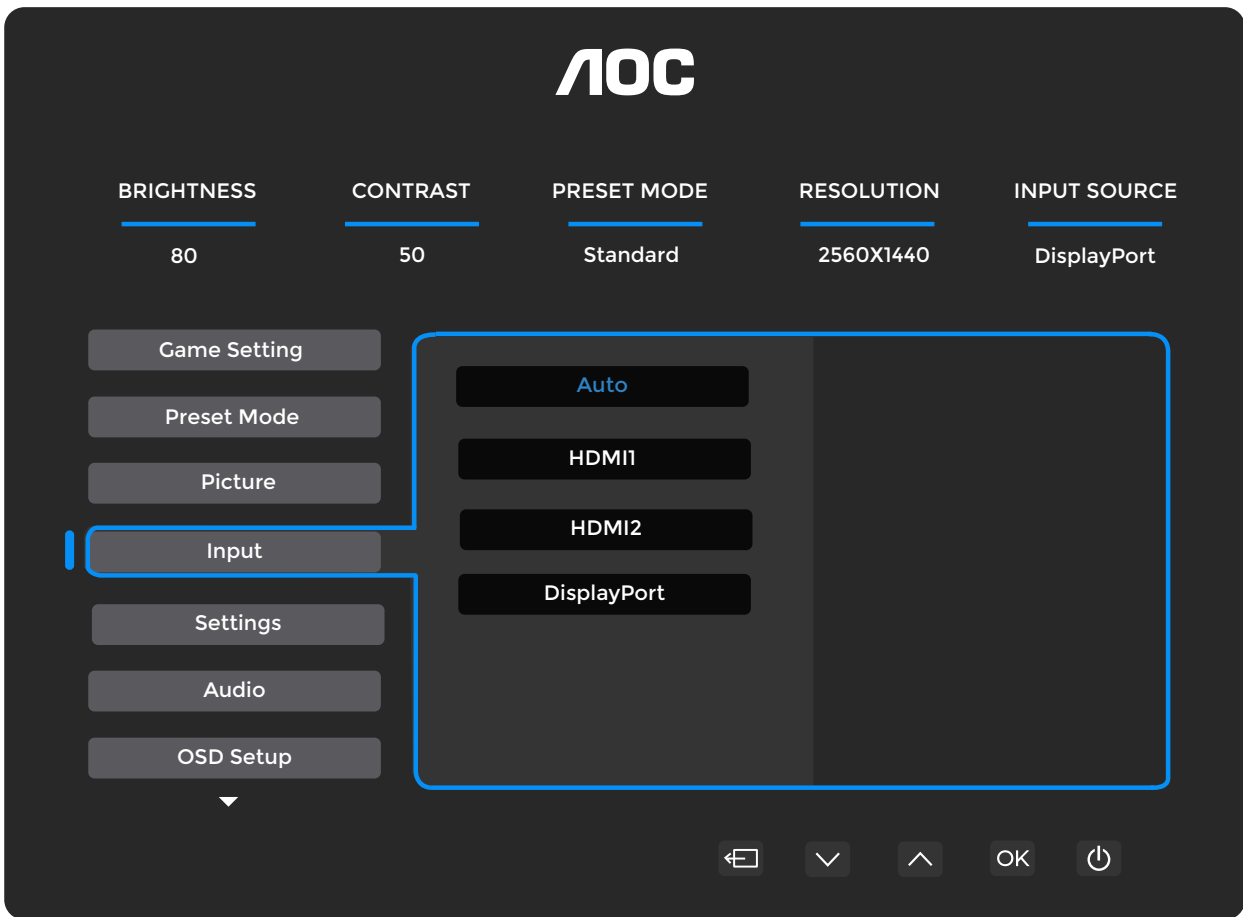 AOC
BRIGHTNESS CONTRAST PRESET MODE RESOLUTION INPUT SOURCE
80 50 Standard 2560X1440 DisplayPort
Game Setting
Preset Mode
Picture
Input
Settings
Audio
OSD Setup
Auto
HDMI1
HDMI2
DisplayPort
OK